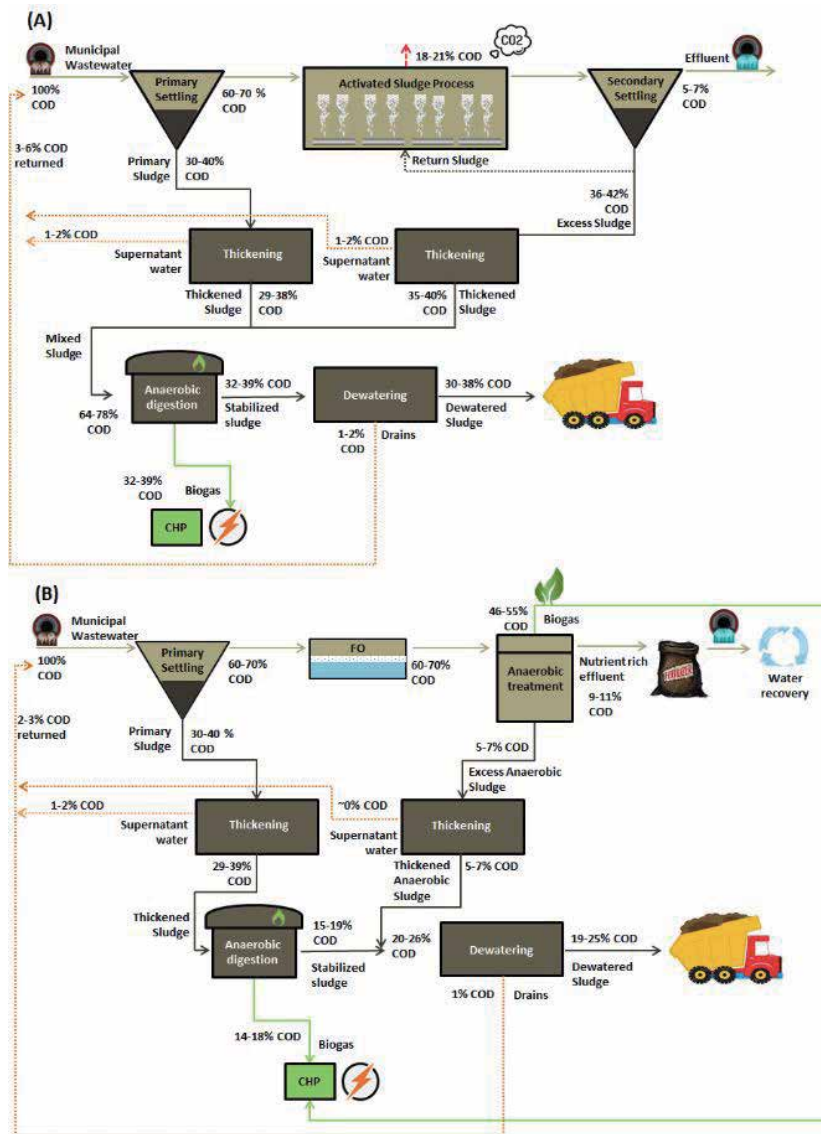 (A)
Municipal
Wastewater
100%
COD
Primary
Settling
60-70 %
COD
18-21% COD
CO2
Activated Sludge Process
Secondary
Settling
Effluent
5-7%
COD
3-6% COD
returned
Primary
Sludge
30-40%
COD
Return Sludge
36-42%
COD
Excess Sludge
1-2% COD
Supernatant
water
Thickening
1-2% COD
Supernatant
water
Thickening
Thickened
Sludge
29-38%
COD
35-40%
COD
Thickened
Sludge
Mixed
Sludge
64-78%
COD
Anaerobic
digestion
32-39% COD
Stabilized
sludge
Dewatering
30-38% COD
Dewatered
Sludge
1-2%
COD
Drains
32-39%
COD
Biogas
CHP
(B)
Municipal
Wastewater
100%
COD
Primary
Settling
60-70%
COD
FO
60-70%
COD
46-55%
COD
Biogas
Anaerobic
treatment
Nutrient rich
effluent
9-11%
COD
Water
recovery
2-3% COD
returned
Primary
Sludge
30-40 %
COD
5-7% COD
Excess Anaerobic
Sludge
1-2% COD
Supernatant
water
Thickening
~0% COD
Supernatant
water
Thickening
29-39%
COD
Thickened
Anaerobic
Sludge
5-7% COD
Thickened
Sludge
Anaerobic
digestion
15-19%
COD
Stabilized
sludge
20-26%
COD
Dewatering
19-25% COD
Dewatered
Sludge
1% COD
Drains
14-18% COD
Biogas
CHP